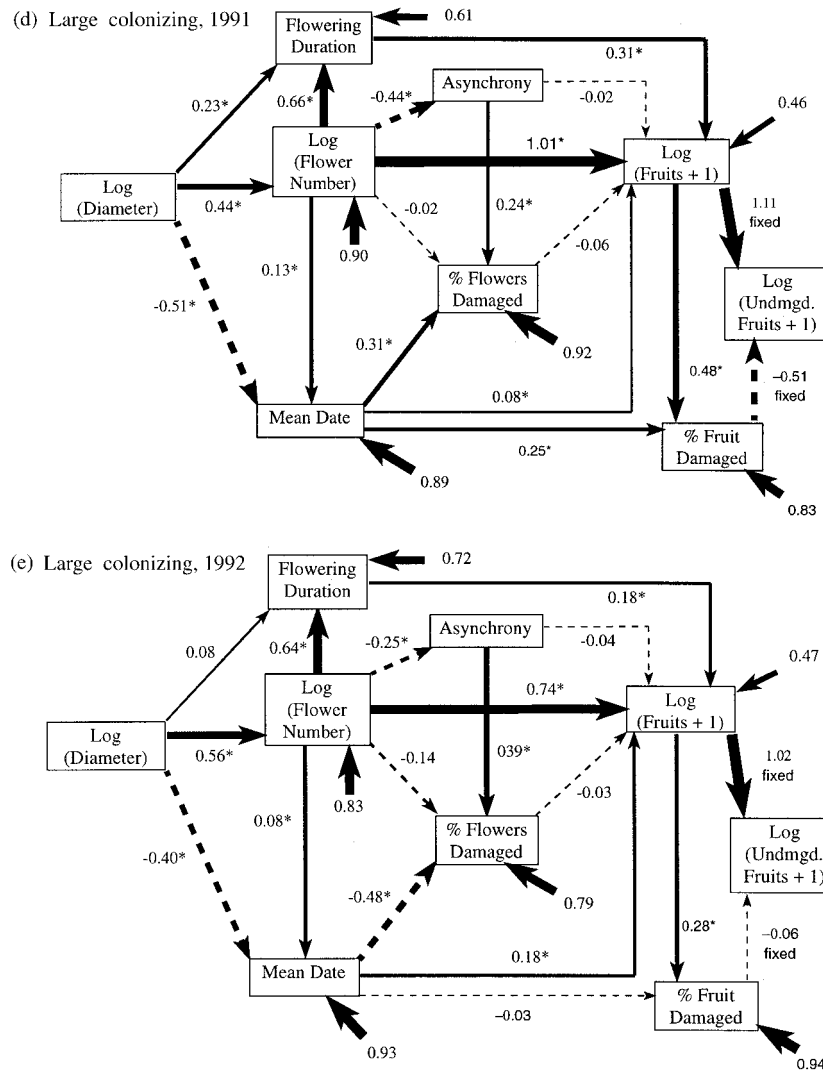 (d) Large colonizing, 1991
Flowering
Duration
0.61
0.31*
Asynchrony
-0.02
0.46
0.23*
0.66*
-0.44*
Log
(Flower
Number)
1.01*
Log
(Fruits + 1)
Log
(Diameter)
0.44*
-0.02
0.24*
1.11
fixed
0.90
-0.06
0.13*
% Flowers
Damaged
Log
(Undmgd.
Fruits + 1)
-0.51*
0.31*
0.92
0.48*
–0.51
fixed
0.08*
Mean Date
0.25*
% Fruit
Damaged
0.89
0.83
(e) Large colonizing, 1992
Flowering
Duration
0.72
0.18*
Asynchrony
-0.04
0.47
0.08
0.64*
-0.25*
Log
(Flower
Number)
0.74*
Log
(Fruits + 1)
Log
(Diameter)
0.56*
-0.14
039*
1.02
fixed
0.83
-0.03
0.08*
% Flowers
Damaged
Log
(Undmgd.
Fruits + 1)
-0.40*
-0.48*
0.79
0.28*
–0.06
fixed
0.18*
Mean Date
–0.03
% Fruit
Damaged
0.93
0.94